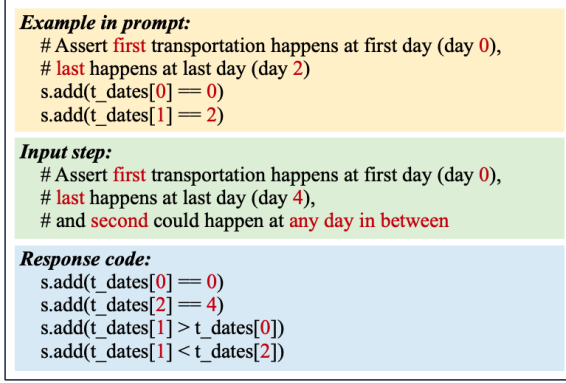 Example in prompt:
# Assert first transportation happens at first day (day 0),
# last happens at last day (day 2)
s.add(t_dates[0] == 0)
s.add(t_dates[1] == 2)
Input step:
# Assert first transportation happens at first day (day 0),
# last happens at last day (day 4),
# and second could happen at any day in between
Response code:
s.add(t_dates[0] == 0)
s.add(t_dates[2] == 4)
s.add(t_dates[1] > t_dates[0])
s.add(t_dates[1] < t_dates[2])